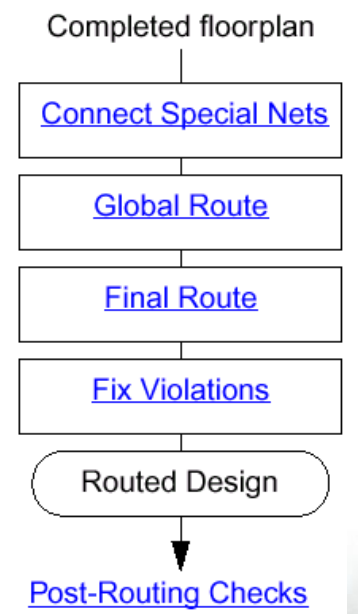 Completed floorplan
Connect Special Nets
Global Route
Final Route
Fix Violations
Routed Design
Post-Routing Checks